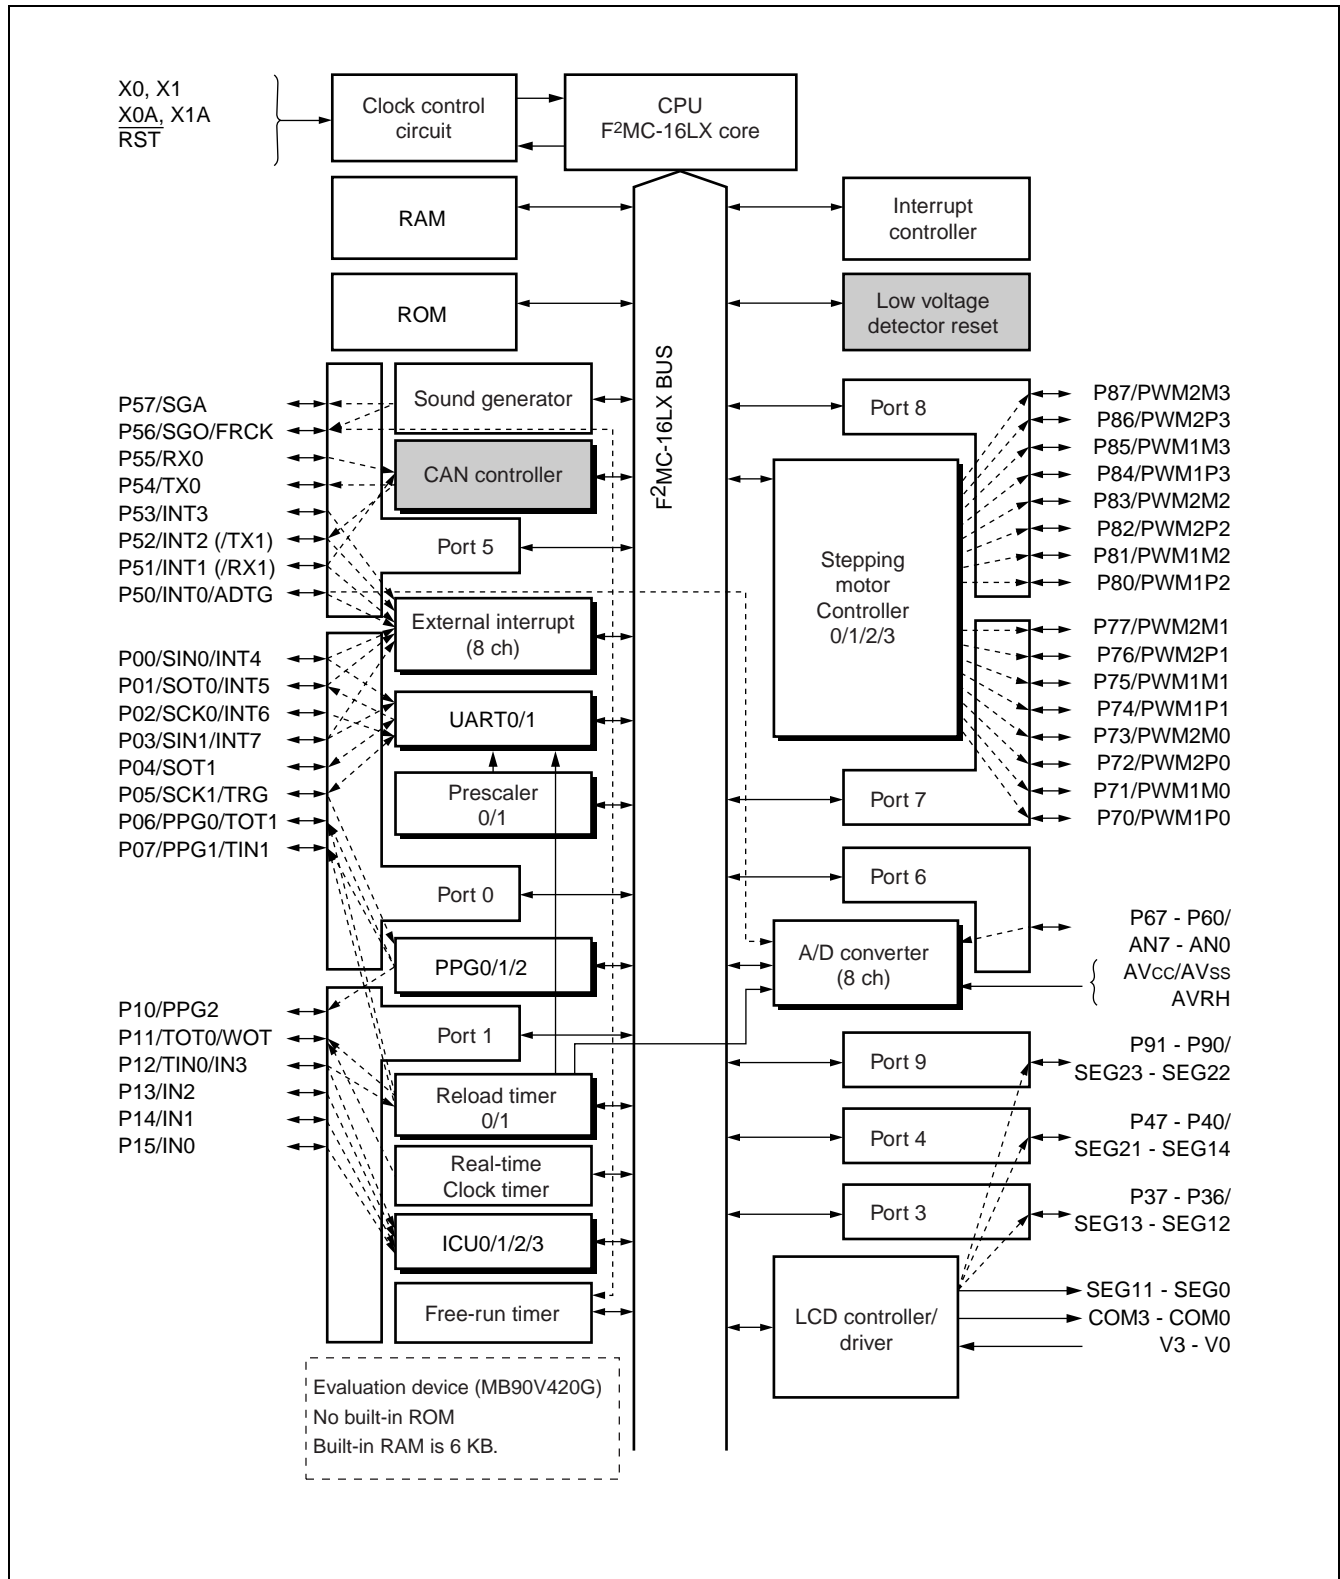 X0, X1
X0A, X1A
RST
Clock control
circuit
CPU
F2MC-16LX core
RAM
ROM
Interrupt
controller
Low voltage
detector reset
F2MC-16LX BUS
P57/SGA
P56/SGO/FRCK
P55/RX0
P54/TX0
P53/INT3
P52/INT2 (/TX1)
P51/INT1 (/RX1)
P50/INT0/ADTG
Sound generator
CAN controller
Port 5
External interrupt
(8 ch)
P00/SIN0/INT4
P01/SOT0/INT5
P02/SCK0/INT6
P03/SIN1/INT7
P04/SOT1
P05/SCK1/TRG
P06/PPG0/TOT1
P07/PPG1/TIN1
UART0/1
Prescaler
0/1
Port 0
PPG0/1/2
P10/PPG2
P11/TOT0/WOT
P12/TIN0/IN3
P13/IN2
P14/IN1
P15/IN0
Port 1
Reload timer
0/1
Real-time
Clock timer
ICU0/1/2/3
Free-run timer
Evaluation device (MB90V420G)
No built-in ROM
Built-in RAM is 6 KB.
Port 8
P87/PWM2M3
P86/PWM2P3
P85/PWM1M3
P84/PWM1P3
P83/PWM2M2
P82/PWM2P2
P81/PWM1M2
P80/PWM1P2
Stepping
motor
Controller
0/1/2/3
P77/PWM2M1
P76/PWM2P1
P75/PWM1M1
P74/PWM1P1
P73/PWM2M0
P72/PWM2P0
P71/PWM1M0
P70/PWM1P0
Port 7
Port 6
A/D converter
(8 ch)
P67 - P60/
AN7 - AN0
AVCC/AVSS
AVRH
Port 9
P91 - P90/
SEG23 - SEG22
Port 4
P47 - P40/
SEG21 - SEG14
Port 3
P37 - P36/
SEG13 - SEG12
LCD controller/
driver
SEG11 - SEG0
COM3 - COM0
V3 - V0